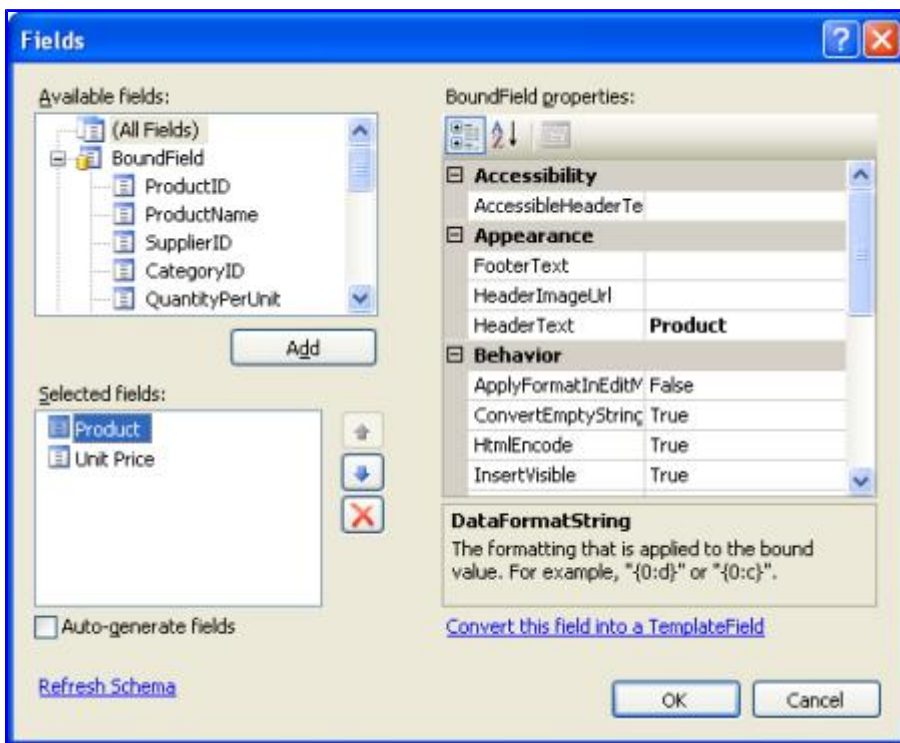 Fields
Available fields:
(All Fields)
BoundField
ProductID
ProductName
SupplierID
CategoryID
QuantityPerUnit
Add
Selected fields:
Product
Unit Price
Auto-generate fields
Refresh Schema
BoundField properties:
Accessibility
AccessibleHeaderTe
Appearance
FooterText
HeaderImageUrl
HeaderText Product
Behavior
ApplyFormatInEditM False
ConvertEmptyString True
HtmlEncode True
InsertVisible True
DataFormatString
The formatting that is applied to the bound
value. For example, "{0:d}" or "{0:c}".
Convert this field into a TemplateField
OK Cancel